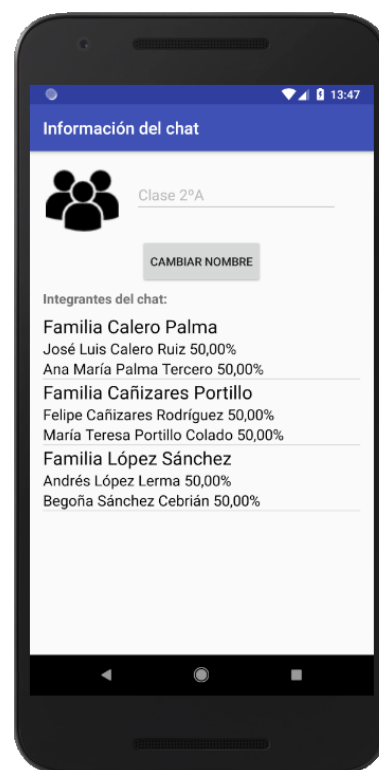 13:47
Información del chat
Clase 2ºA
CAMBIAR NOMBRE
Integrantes del chat:
Familia Calero Palma
José Luis Calero Ruiz 50,00%
Ana María Palma Tercero 50,00%
Familia Cañizares Portillo
Felipe Cañizares Rodríguez 50,00%
María Teresa Portillo Colado 50,00%
Familia López Sánchez
Andrés López Lerma 50,00%
Begoña Sánchez Cebrián 50,00%